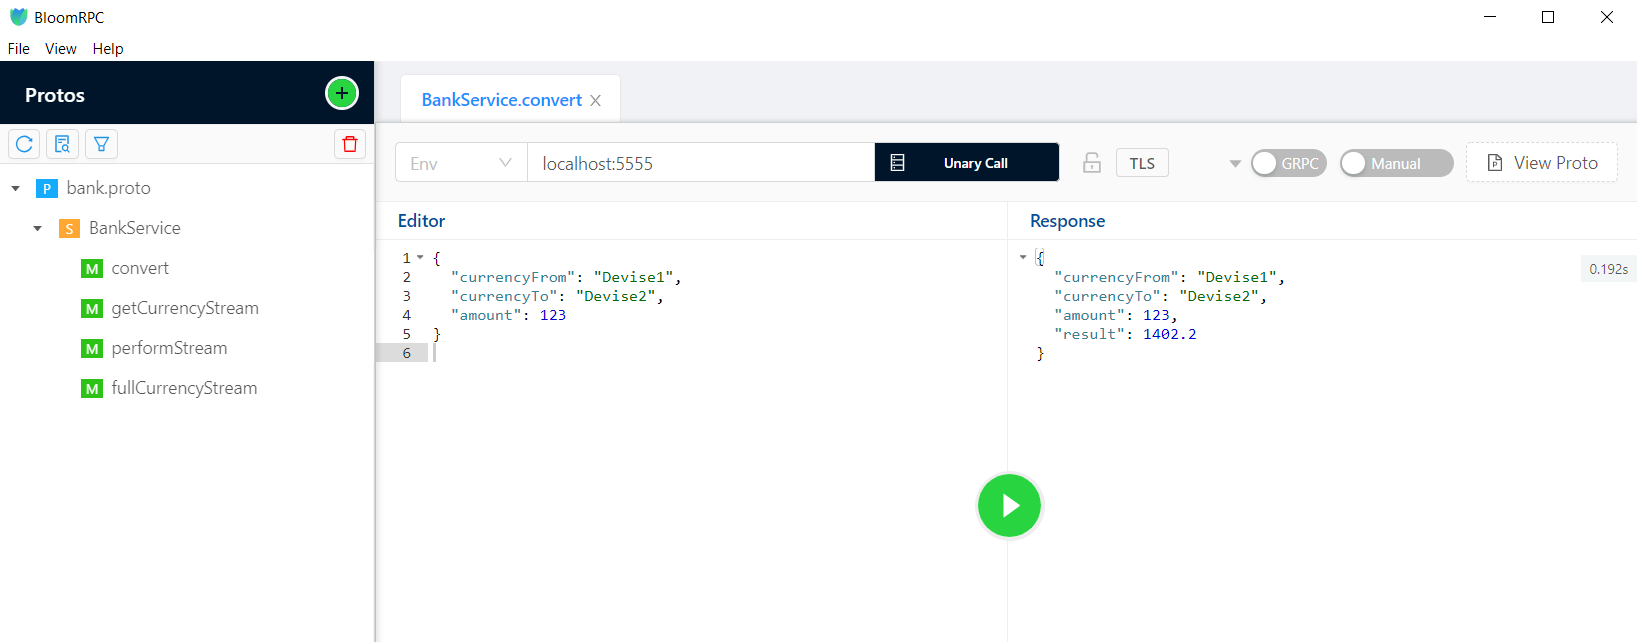 BloomRPC
File View Help
Protos
BankService.convert
Env
localhost:5555
Unary Call
TLS
GRPC
Manual
View Proto
P bank.proto
S BankService
M convert
M getCurrencyStream
M performStream
M fullCurrencyStream
Editor
1 {
2 "currencyFrom": "Devise1",
3 "currencyTo": "Devise2",
4 "amount": 123
5 }
6
Response
{
"currencyFrom": "Devise1",
"currencyTo": "Devise2",
"amount": 123,
"result": 1402.2
}
0.192s